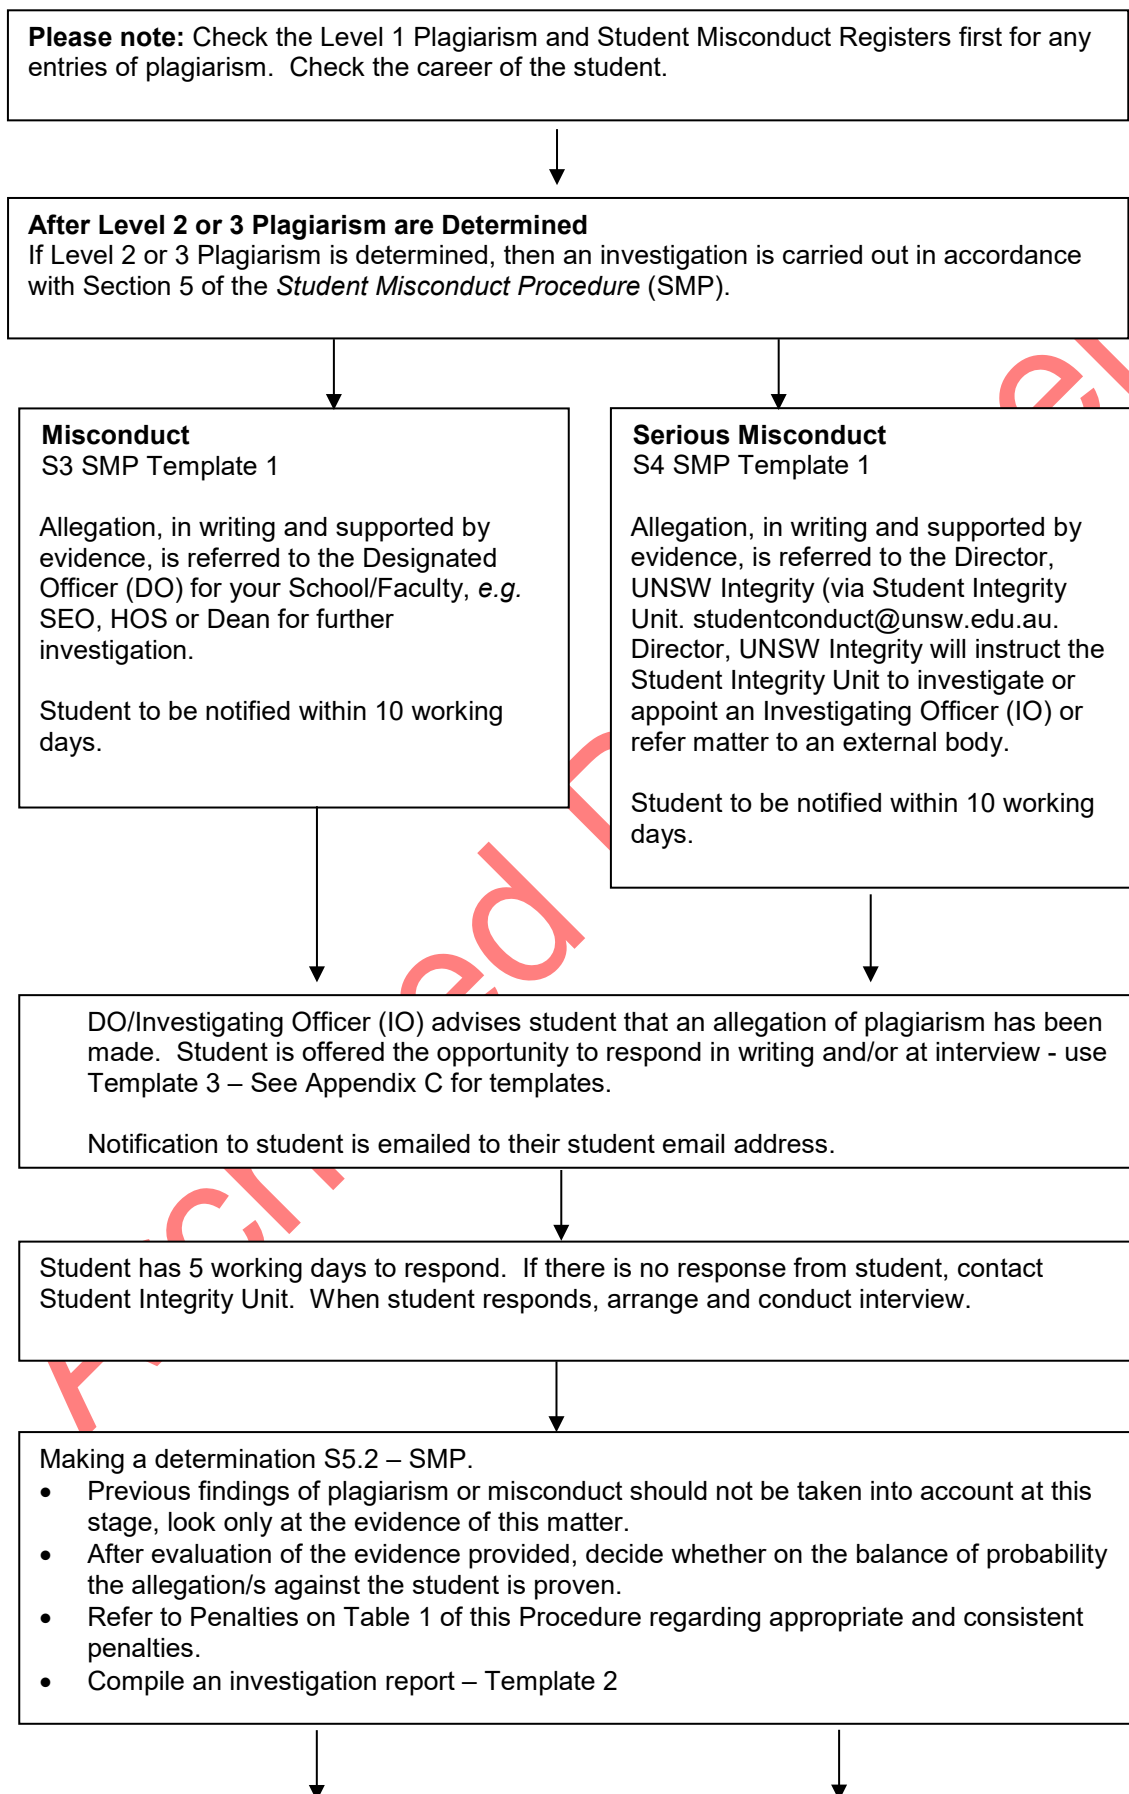 Please note: Check the Level 1 Plagiarism and Student Misconduct Registers first for any
entries of plagiarism.  Check the career of the student.
After Level 2 or 3 Plagiarism are Determined
If Level 2 or 3 Plagiarism is determined, then an investigation is carried out in accordance
with Section 5 of the Student Misconduct Procedure (SMP).
Misconduct
S3 SMP Template 1
Allegation, in writing and supported by
evidence, is referred to the Designated
Officer (DO) for your School/Faculty, e.g.
SEO, HOS or Dean for further
investigation.
Student to be notified within 10 working
days.
Serious Misconduct
S4 SMP Template 1
Allegation, in writing and supported by
evidence, is referred to the Director,
UNSW Integrity (via Student Integrity
Unit. studentconduct@unsw.edu.au.
Director, UNSW Integrity will instruct the
Student Integrity Unit to investigate or
appoint an Investigating Officer (IO) or
refer matter to an external body.
Student to be notified within 10 working
days.
DO/Investigating Officer (IO) advises student that an allegation of plagiarism has been
made.  Student is offered the opportunity to respond in writing and/or at interview - use
Template 3 – See Appendix C for templates.
Notification to student is emailed to their student email address.
Student has 5 working days to respond.  If there is no response from student, contact
Student Integrity Unit.  When student responds, arrange and conduct interview.
Making a determination S5.2 – SMP.
• Previous findings of plagiarism or misconduct should not be taken into account at this
stage, look only at the evidence of this matter.
• After evaluation of the evidence provided, decide whether on the balance of probability
the allegation/s against the student is proven.
• Refer to Penalties on Table 1 of this Procedure regarding appropriate and consistent
penalties.
• Compile an investigation report – Template 2